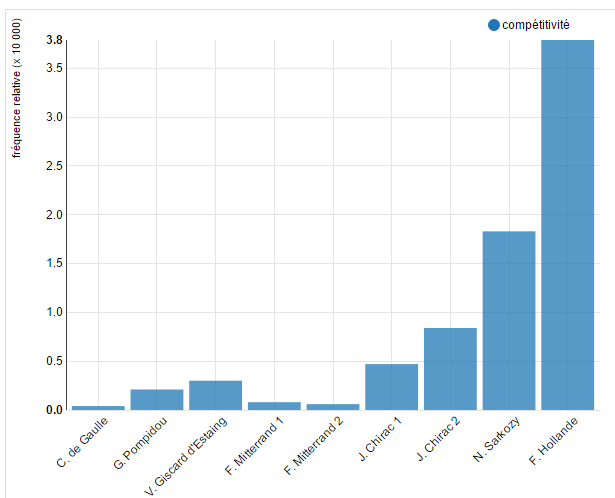 compétitivité
fréquence relative (x 10 000)
3.8
3.5
3.0
2.5
2.0
1.5
1.0
0.5
0.0
C. de Gaulle
G. Pompidou
V. Giscard d'Estaing
F. Mitterrand 1
F. Mitterrand 2
J. Chirac 1
J. Chirac 2
N. Sarkozy
F. Hollande